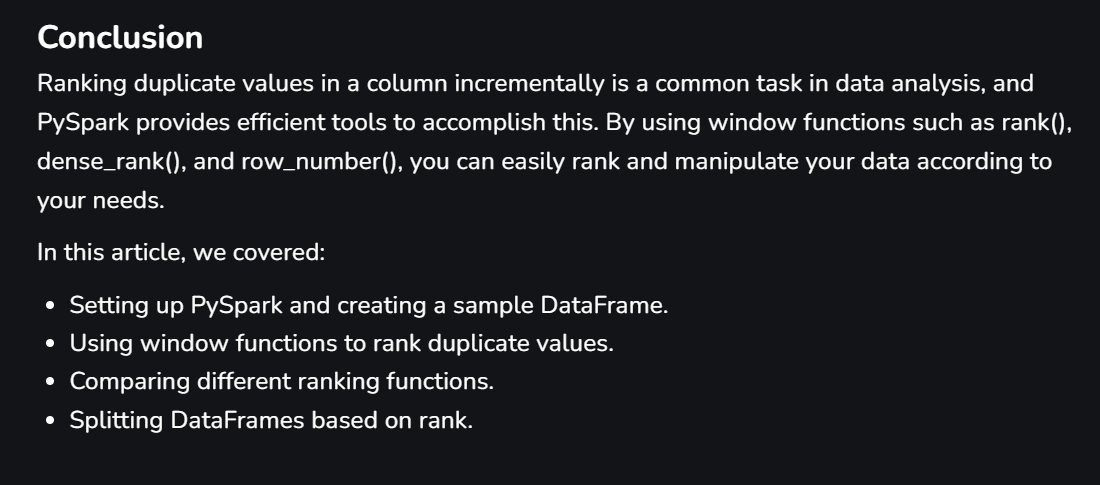 Conclusion
Ranking duplicate values in a column incrementally is a common task in data analysis, and
PySpark provides efficient tools to accomplish this. By using window functions such as rank(),
dense_rank(), and row_number(), you can easily rank and manipulate your data according to
your needs.
In this article, we covered:
• Setting up PySpark and creating a sample DataFrame.
• Using window functions to rank duplicate values.
• Comparing different ranking functions.
• Splitting DataFrames based on rank.